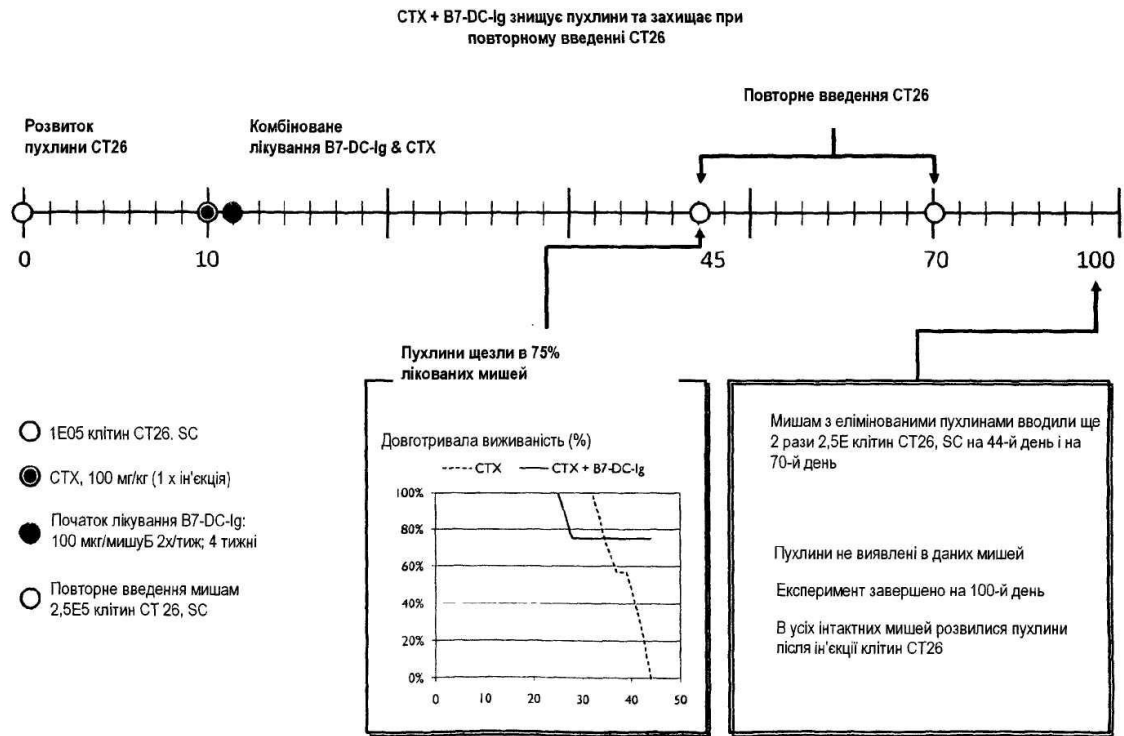 CTX + B7-DC-Ig знищує пухлини та захищає при
повторному введенні CT26
Повторне введення CT26
Розвиток
пухлини CT26
Комбіноване
лікування B7-DC-Ig & CTX
0
10
45
70
100
Пухлини щезли в 75%
лікованих мишей
1E05 клітин CT26. SC
CTX, 100 мг/кг (1 x ін'єкція)
Початок лікування B7-DC-Ig:
100 мкг/мишуБ 2x/тиж; 4 тижні
Повторне введення мишам
2,5E5 клітин CT 26, SC
Довготривала виживаність (%)
CTX
CTX + B7-DC-Ig
100%
80%
60%
40%
20%
0%
0 10 20 30 40 50
Мишам з елімінованими пухлинами вводили ще
2 рази 2,5E клітин CT26, SC на 44-й день і на
70-й день
Пухлини не виявлені в даних мишей
Експеримент завершено на 100-й день
В усіх інтактних мишей розвилися пухлини
після ін'єкції клітин CT26